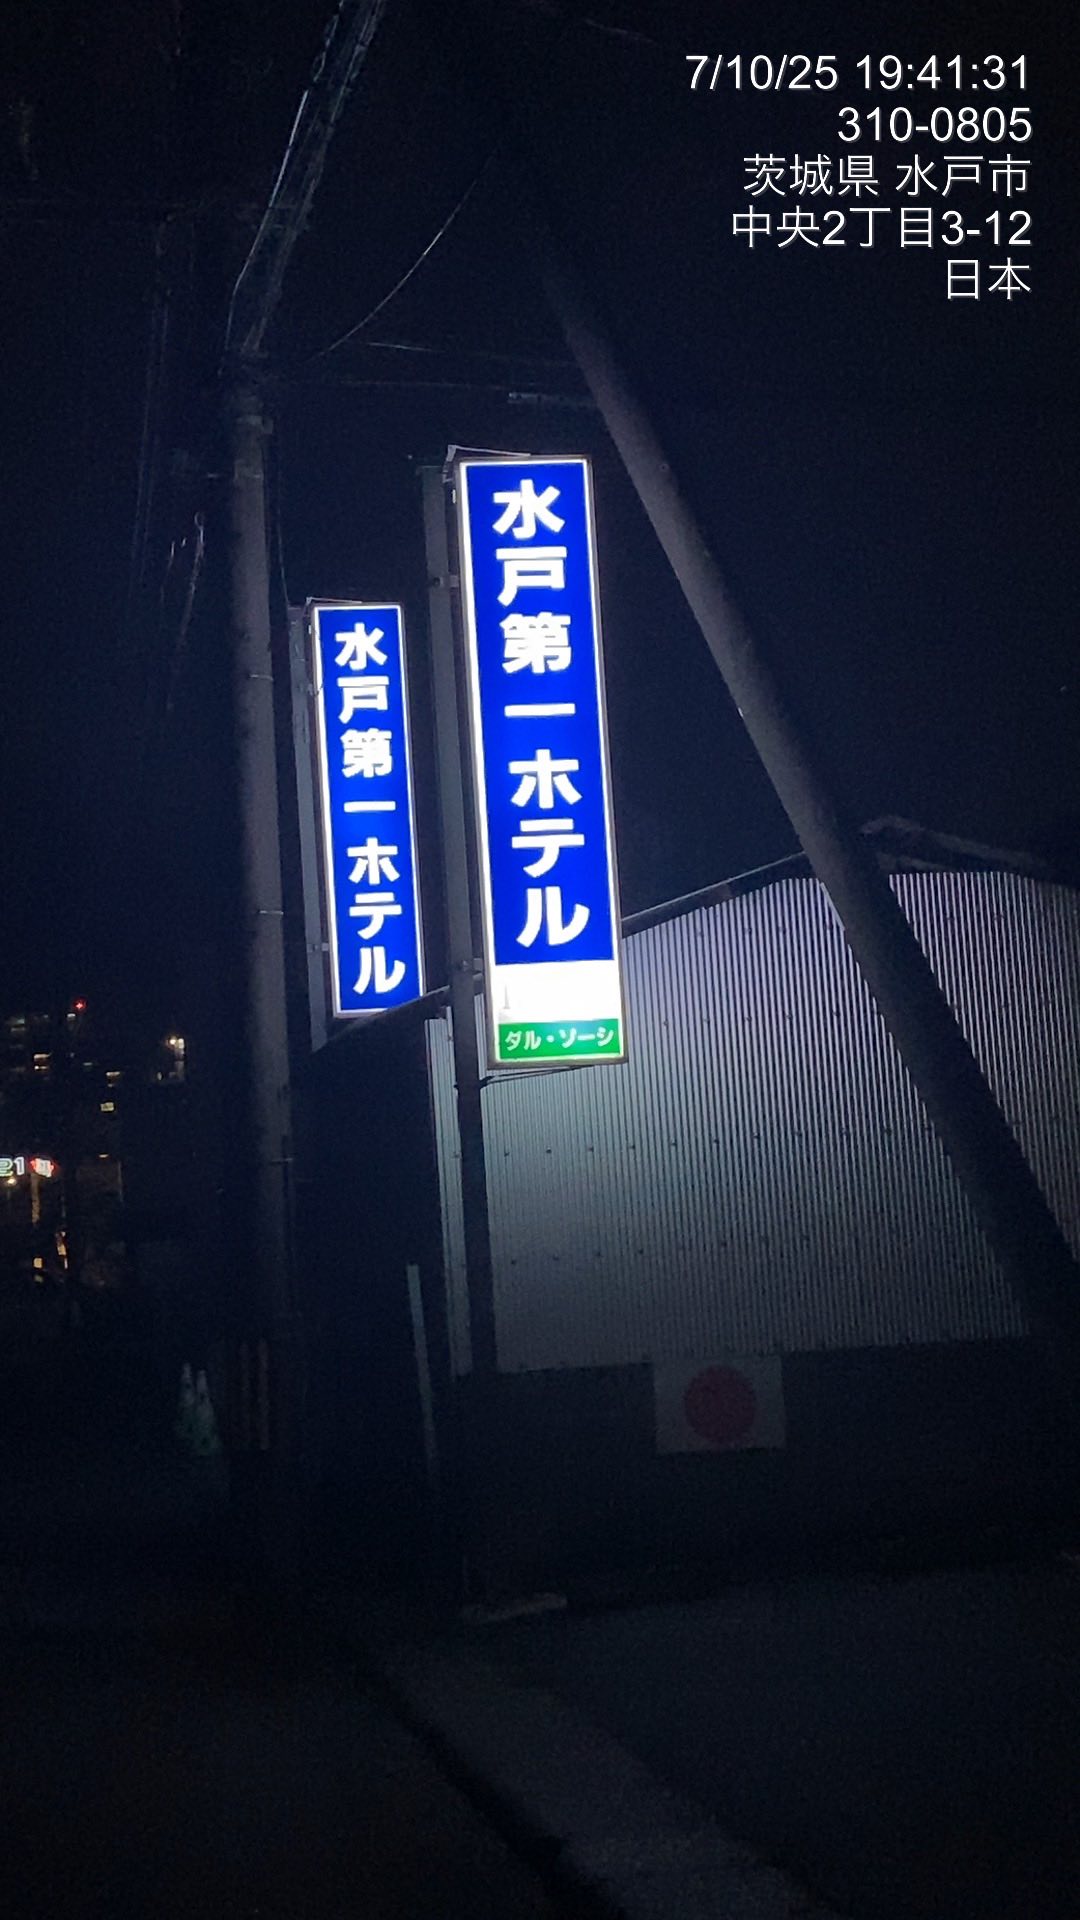 7/10/25 19:41:31
310-0805
茨城県 水戸市
中央2丁目3-12
日本
水戸第一ホテル
水戸第一ホテル
ダル・ソーシ
21